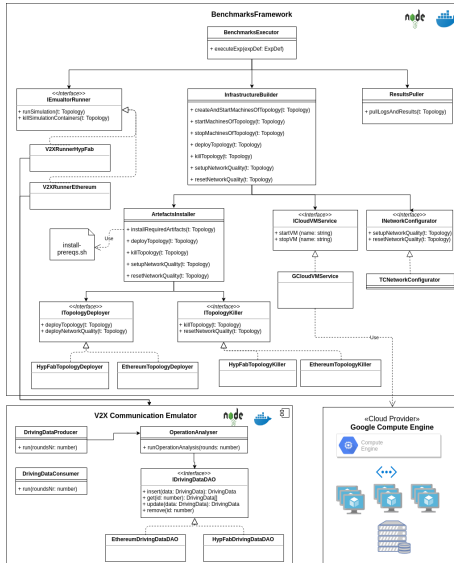 BenchmarksFramework
node
BenchmarksExecutor
+ executeExp(expDef: ExpDef)
<<Interface>>
IEmualtorRunner
+ runSimulation(t: Topology)
+ killSimulationContainers(t: Topology)
InfrastructureBuilder
+ createAndStartMachinesOfTopology(t: Topology)
+ startMachinesOfTopology(t: Topology)
+ stopMachinesOfTopology(t: Topology)
+ deployTopology(t: Topology)
+ killTopology(t: Topology)
+ setupNetworkQuality(t: Topology)
+ resetNetworkQuality(t: Topology)
ResultsPuller
+ pullLogsAndResults(t: Topology)
V2XRunnerHypFab
V2XRunnerEthereum
install-
prereqs.sh
Use
ArtefactsInstaller
+ installRequiredArtifacts(t: Topology)
+ deployTopology(t: Topology)
+ killTopology(t: Topology)
+ setupNetworkQuality(t: Topology)
+ resetNetworkQuality(t: Topology)
<<Interface>>
ICloudVMService
+ startVM (name: string)
+ stopVM (name: string)
<<Interface>>
INetworkConfigurator
+ setupNetworkQuality(t: Topology)
+ resetNetworkQuality(t: Topology)
GCloudVMService
TCNetworkConfigurator
<<Interface>>
ITopologyDeployer
+ deployTopology(t: Topology)
+ deployNetworkQuality(t: Topology)
<<Interface>>
ITopologyKiller
+ killTopology(t: Topology)
+ resetNetworkQuality(t: Topology)
Use
HypFabTopologyDeployer
EthereumTopologyDeployer
HypFabTopologyKiller
EthereumTopologyKiller
V2X Communication Emulator
node
DrivingDataProducer
+ run(roundsNr: number)
OperationAnalyser
+ runOperationAnalysis(rounds: number)
DrivingDataConsumer
+ run(roundsNr: number)
<<Interface>>
IDrivingDataDAO
+ insert(data: DrivingData): DrivingData
+ get(id: number): DrivingData[]
+ update(data: DrivingData): DrivingData
+ remove(id: number)
EthereumDrivingDataDAO
HypFabDrivingDataDAO
«Cloud Provider»
Google Compute Engine
Compute
Engine